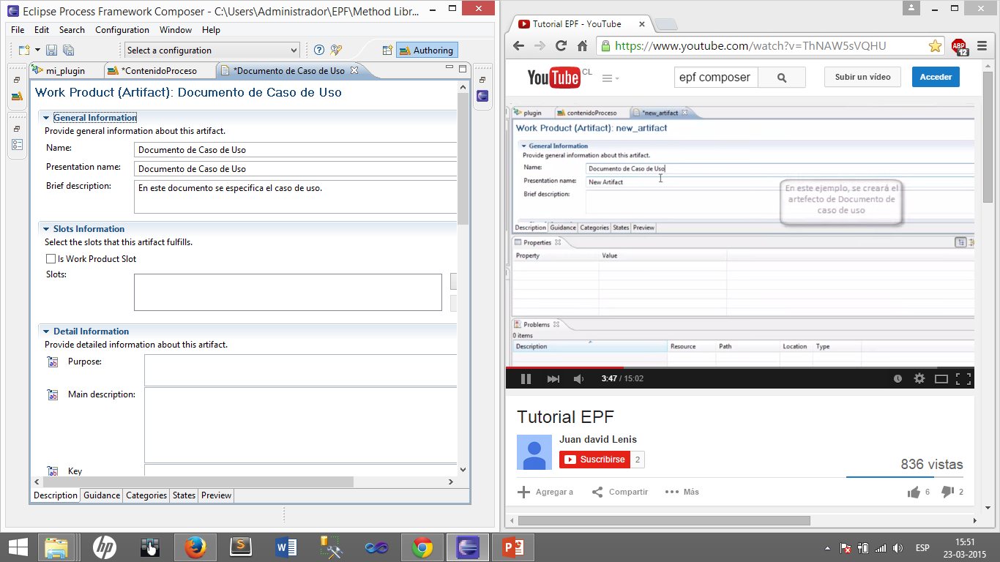 Eclipse Process Framework Composer - C:\Users\Administrador\EPF\Method Libr...
File Edit Search Configuration Window Help
Select a configuration
Authoring
mi_plugin *ContenidoProceso *Documento de Caso de Uso
Work Product (Artifact): Documento de Caso de Uso
General Information
Provide general information about this artifact.
Name: Documento de Caso de Uso
Presentation name: Documento de Caso de Uso
Brief description: En este documento se especifica el caso de uso.
Slots Information
Select the slots that this artifact fulfills.
Is Work Product Slot
Slots:
Detail Information
Provide detailed information about this artifact.
Purpose:
Main description:
Key
Description Guidance Categories States Preview
Tutorial EPF - YouTube
https://www.youtube.com/watch?v=ThNAW5sVQHU
ABP
12
YouTube CL
epf composer
Subir un vídeo
Acceder
plugin contenidoProceso *new_artifact
Work Product (Artifact): new_artifact
General Information
Provide general information about this artifact.
Name: Documento de Caso de Uso
Presentation name: New Artifact
Brief description:
En este ejemplo, se creará el
artefecto de Documento de
caso de uso
Description Guidance Categories States Preview
Properties
Property Value
Problems
0 items
Description Resource Path Location Type
3:47 / 15:02
Tutorial EPF
Juan david Lenis
Suscribirse 2
836 vistas
Agregar a Compartir Más
6 2
ESP
15:51
23-03-2015